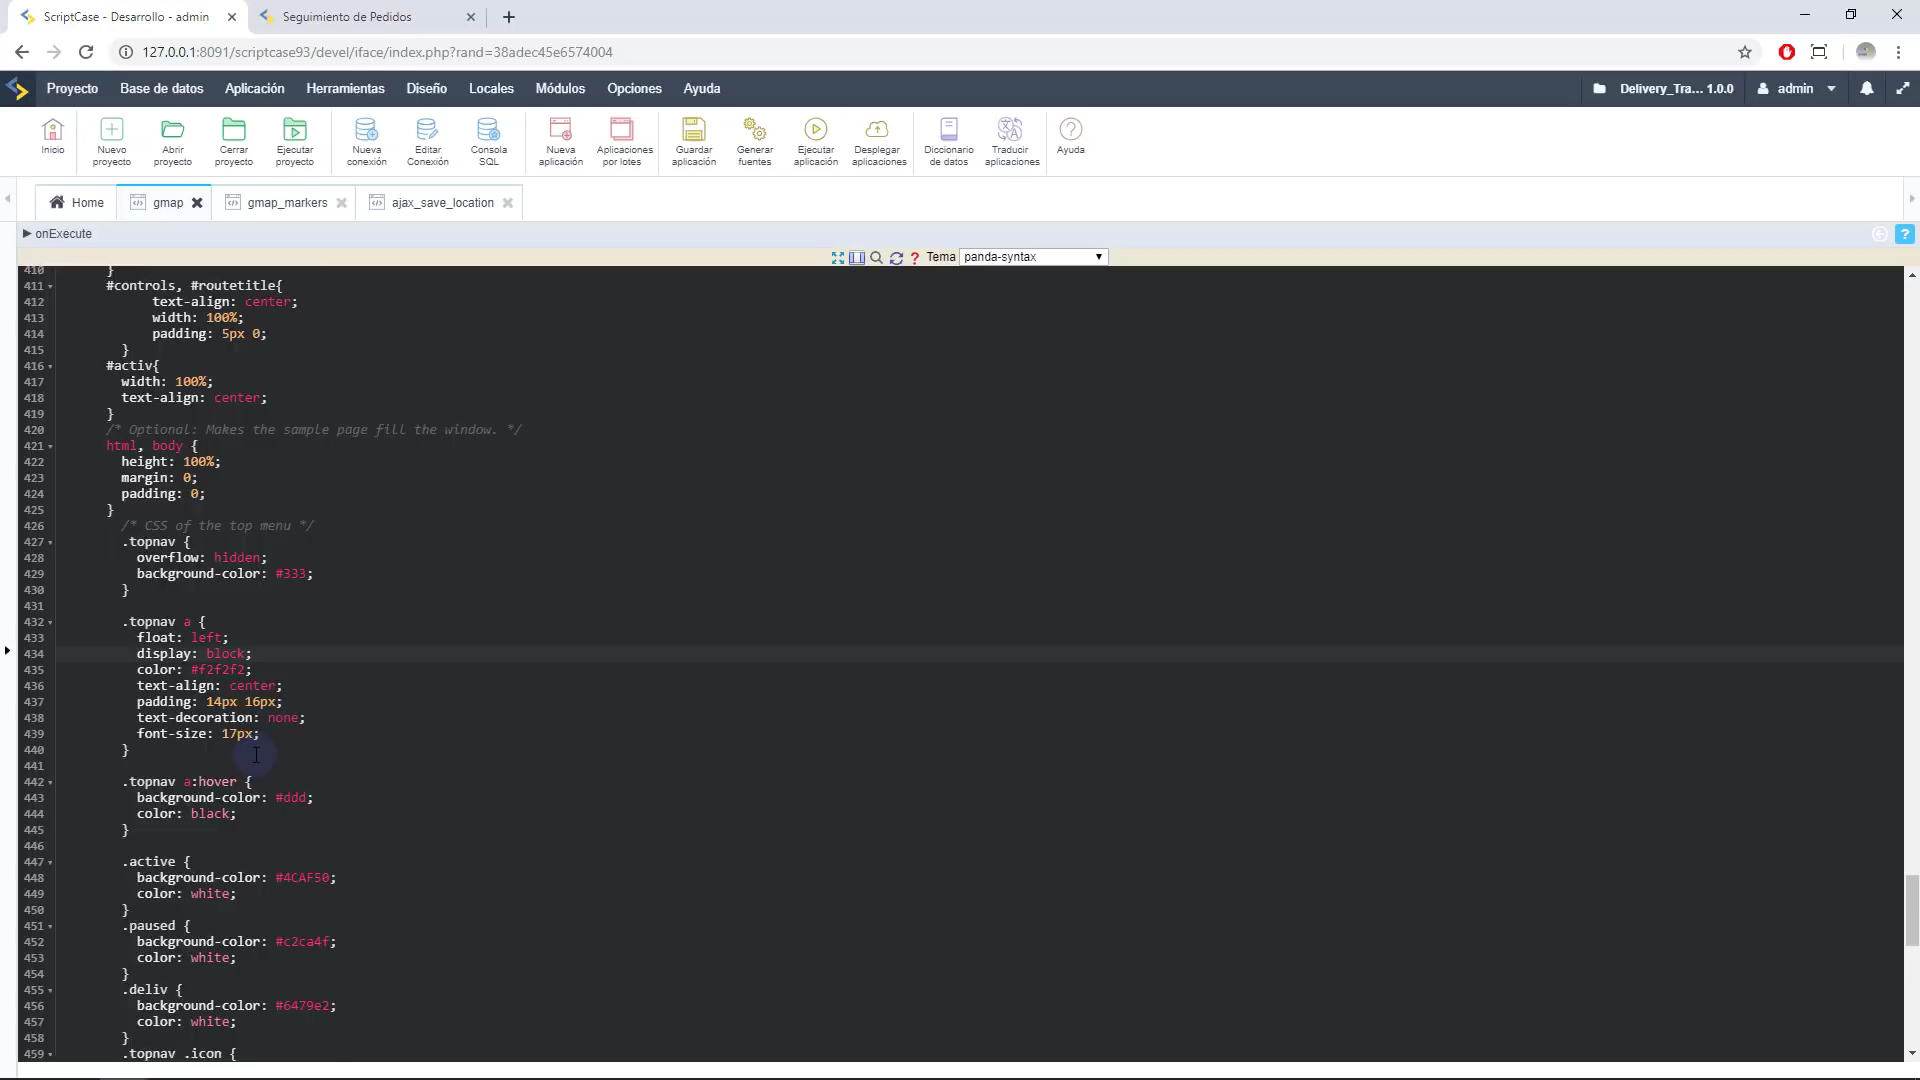 ScriptCase - Desarrollo - admin
Seguimiento de Pedidos
127.0.0.1:8091/scriptcase93/devel/iface/index.php?rand=38adec45e6574004
Proyecto Base de datos Aplicación Herramientas Diseño Locales Módulos Opciones Ayuda Delivery_Tra... 1.0.0 admin
Inicio
Nuevo proyecto
Abrir proyecto
Cerrar proyecto
Ejecutar proyecto
Nueva conexión
Editar Conexión
Consola SQL
Nueva aplicación
Aplicaciones por lotes
Guardar aplicación
Generar fuentes
Ejecutar aplicación
Desplegar aplicaciones
Diccionario de datos
Traducir aplicaciones
Ayuda
Home gmap gmap_markers ajax_save_location
onExecute ?
? Tema panda-syntax
410 }
411 #controls, #routetitle{
412 text-align: center;
413 width: 100%;
414 padding: 5px 0;
415 }
416 #activ{
417 width: 100%;
418 text-align: center;
419 }
420 /* Optional: Makes the sample page fill the window. */
421 html, body {
422 height: 100%;
423 margin: 0;
424 padding: 0;
425 }
426 /* CSS of the top menu */
427 .topnav {
428 overflow: hidden;
429 background-color: #333;
430 }
431
432 .topnav a {
433 float: left;
434 display: block;
435 color: #f2f2f2;
436 text-align: center;
437 padding: 14px 16px;
438 text-decoration: none;
439 font-size: 17px;
440 }
441
442 .topnav a:hover {
443 background-color: #ddd;
444 color: black;
445 }
446
447 .active {
448 background-color: #4CAF50;
449 color: white;
450 }
451 .paused {
452 background-color: #c2ca4f;
453 color: white;
454 }
455 .deliv {
456 background-color: #6479e2;
457 color: white;
458 }
459 .topnav .icon {